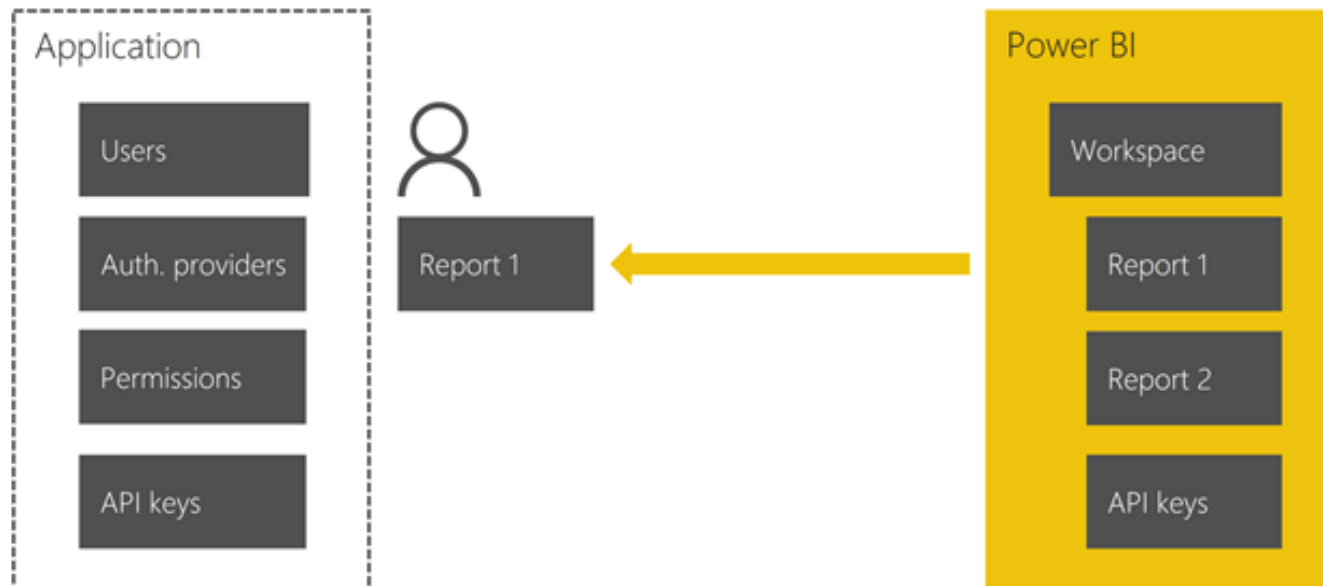 Application
Users
Auth. providers
Permissions
API keys
Report 1
Power BI
Workspace
Report 1
Report 2
API keys